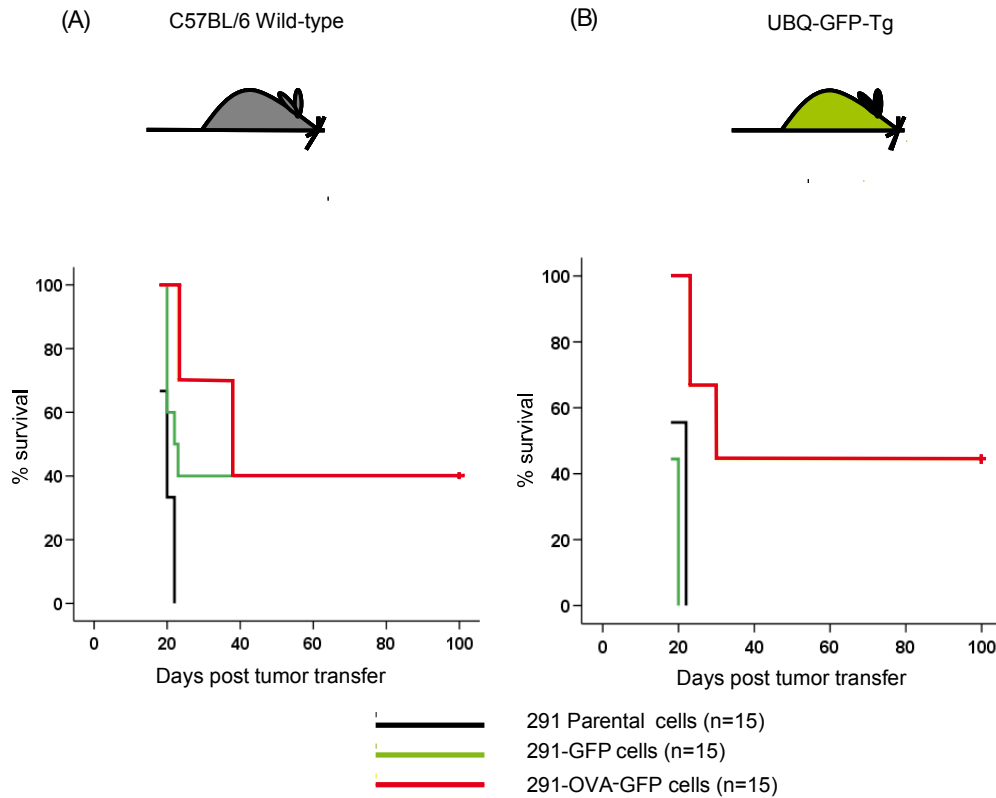 (A) C57BL/6 Wild-type
(B) UBQ-GFP-Tg
% survival
100
80
60
40
20
0
0 20 40 60 80 100
Days post tumor transfer
% survival
100
80
60
40
20
0
0 20 40 60 80 100
Days post tumor transfer
291 Parental cells (n=15)
291-GFP cells (n=15)
291-OVA-GFP cells (n=15)